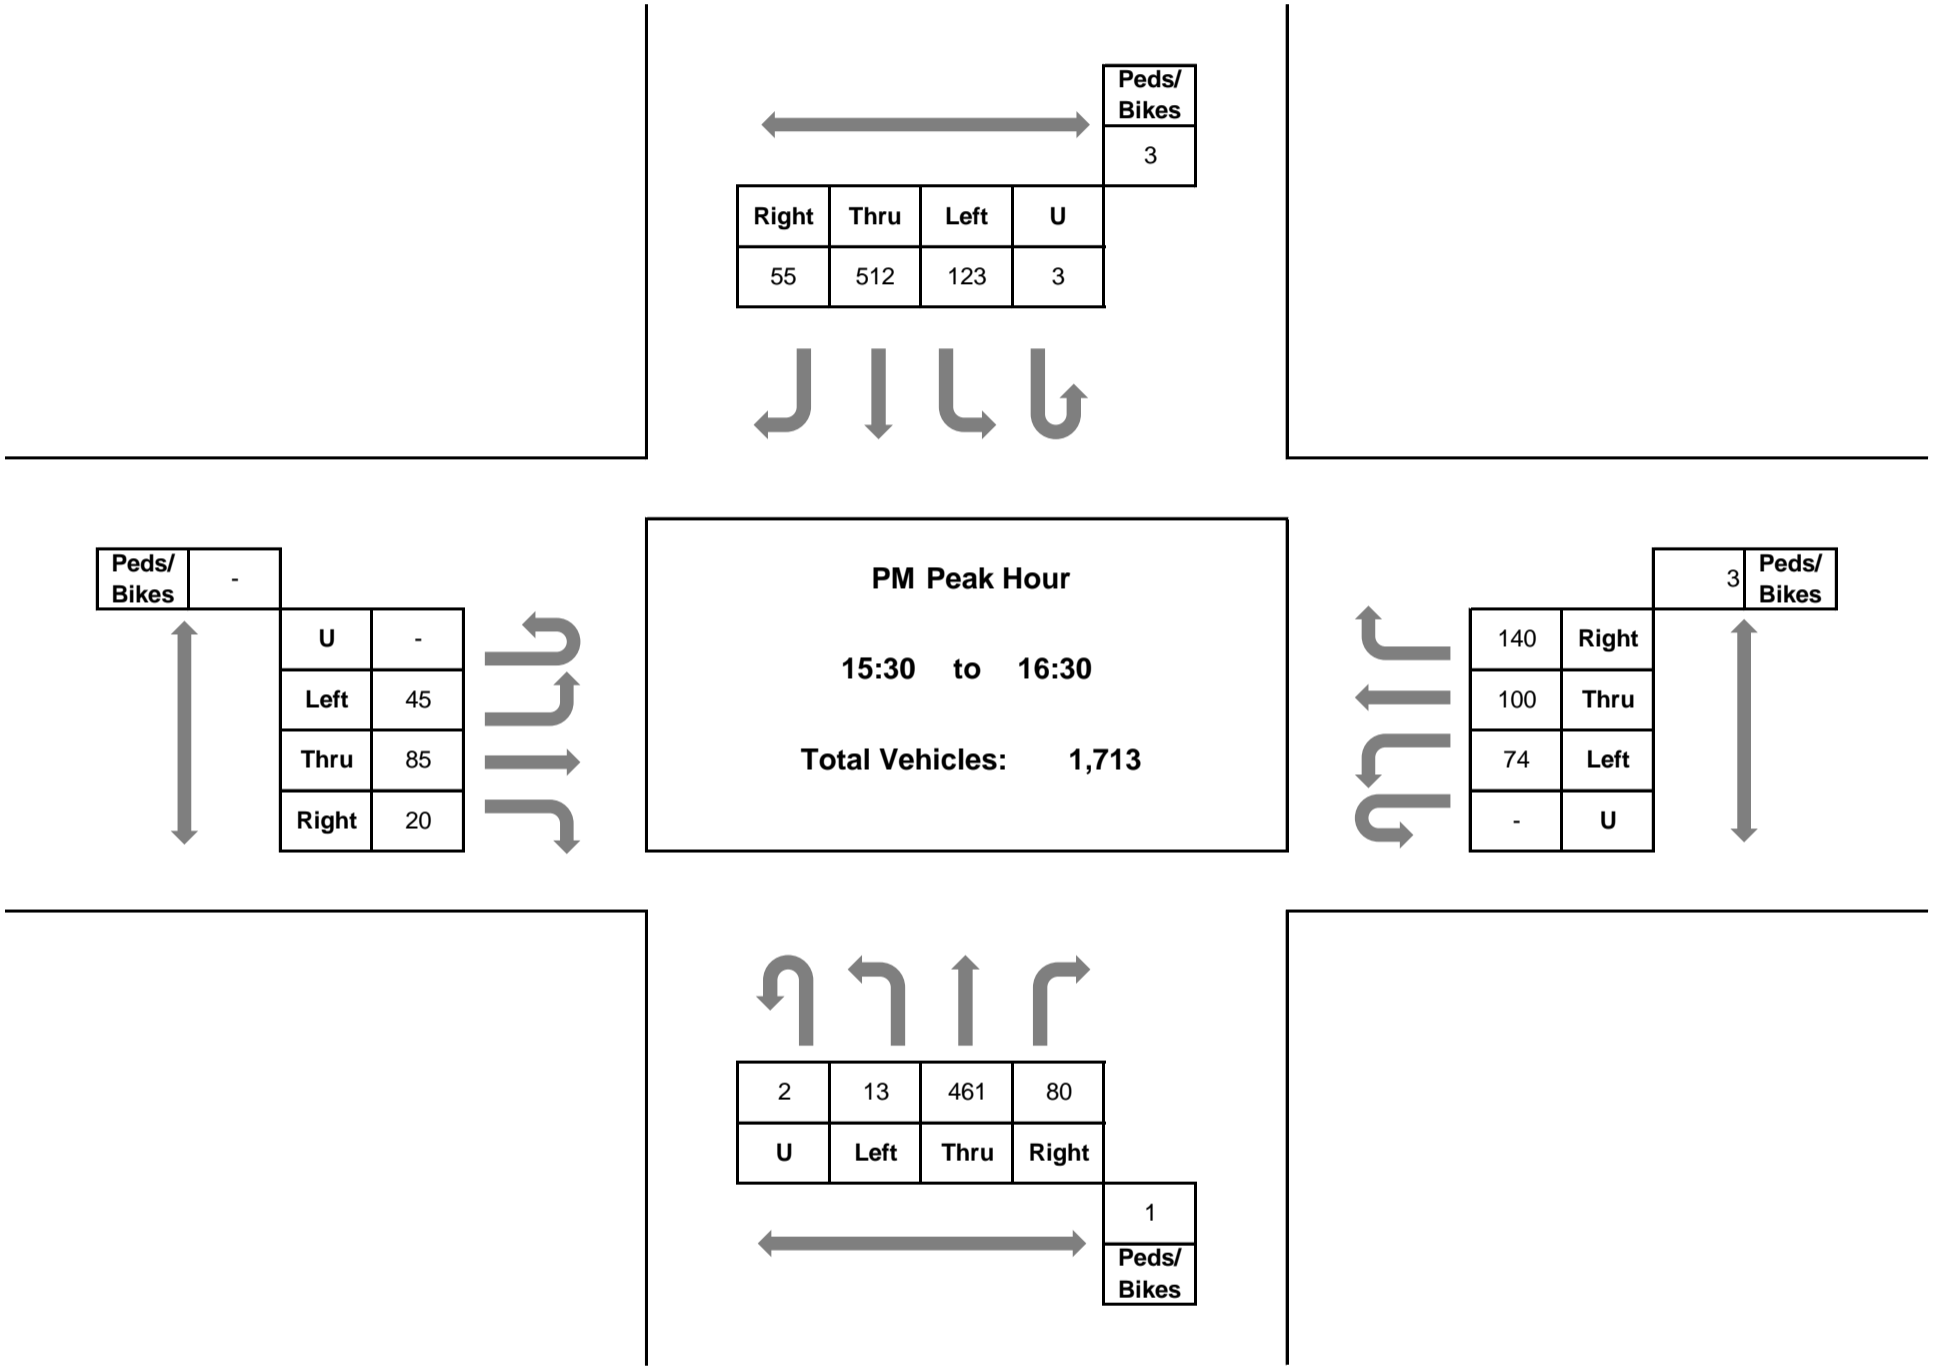 Peds/
Bikes
3
Right Thru Left U
55 512 123 3
Peds/
Bikes
-
U -
Left 45
Thru 85
Right 20
PM Peak Hour
15:30 to 16:30
Total Vehicles: 1,713
3
Peds/
Bikes
140 Right
100 Thru
74 Left
- U
2 13 461 80
U Left Thru Right
1
Peds/
Bikes